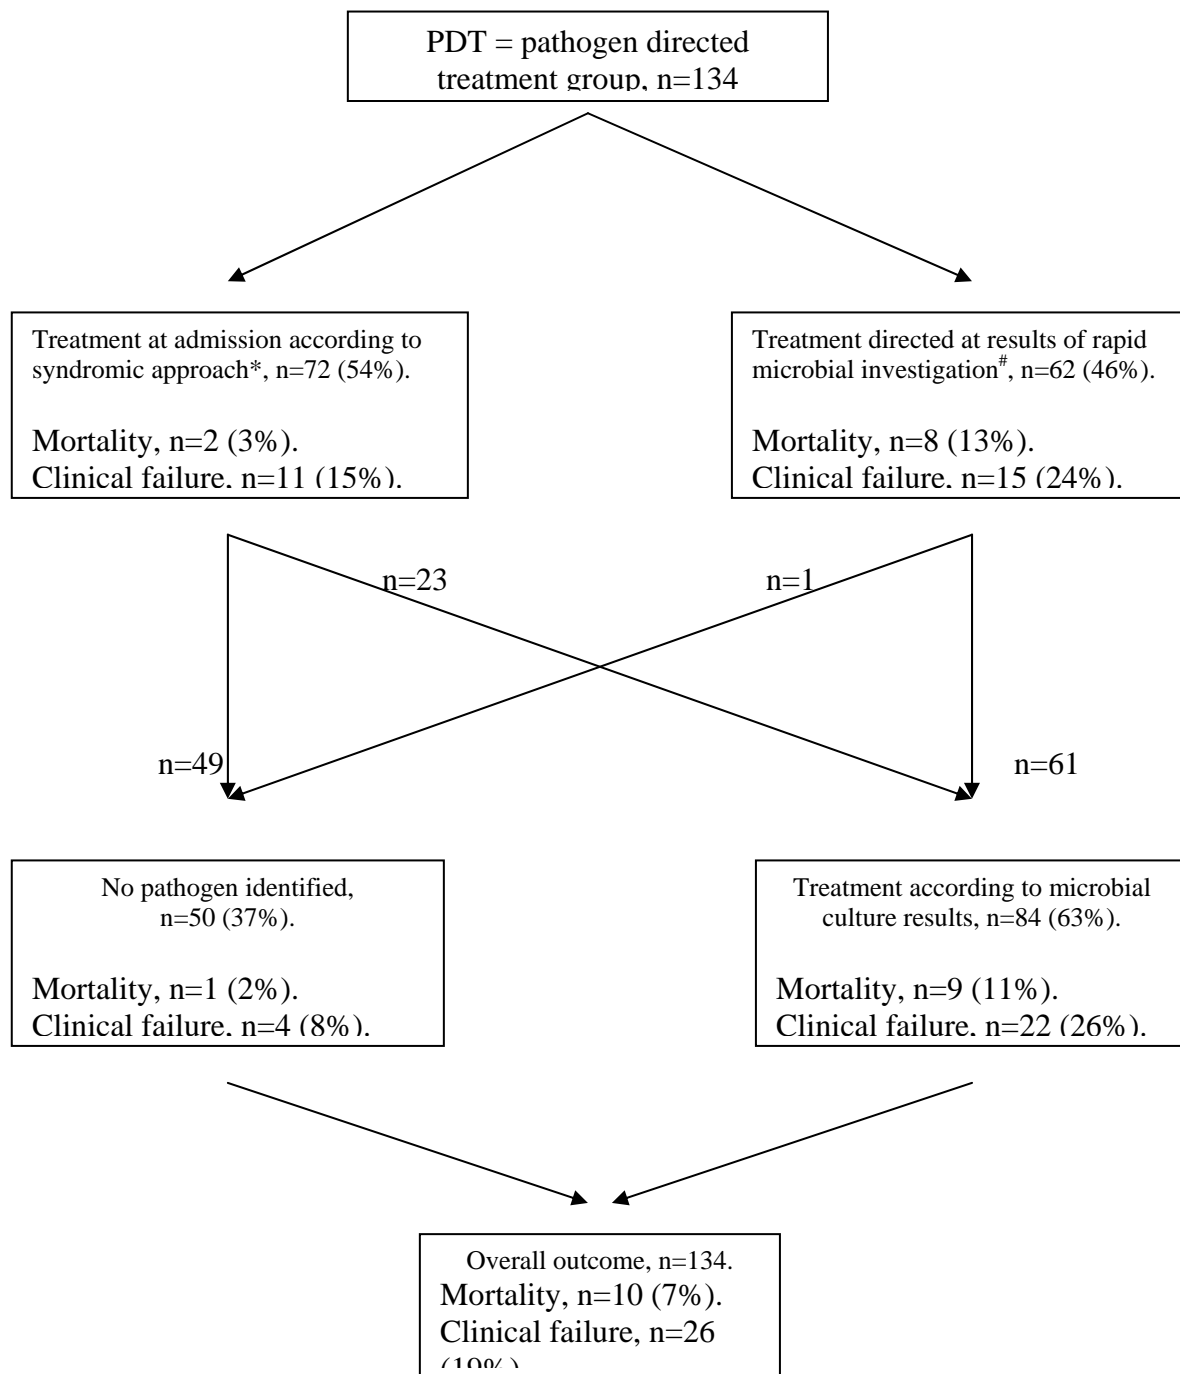 PDT = pathogen directed
treatment group, n=134
Treatment at admission according to
syndromic approach*, n=72 (54%).
Mortality, n=2 (3%).
Clinical failure, n=11 (15%).
Treatment directed at results of rapid
microbial investigation#, n=62 (46%).
Mortality, n=8 (13%).
Clinical failure, n=15 (24%).
n=23
n=1
n=49
n=61
No pathogen identified,
n=50 (37%).
Mortality, n=1 (2%).
Clinical failure, n=4 (8%).
Treatment according to microbial
culture results, n=84 (63%).
Mortality, n=9 (11%).
Clinical failure, n=22 (26%).
Overall outcome, n=134.
Mortality, n=10 (7%).
Clinical failure, n=26
(19%)